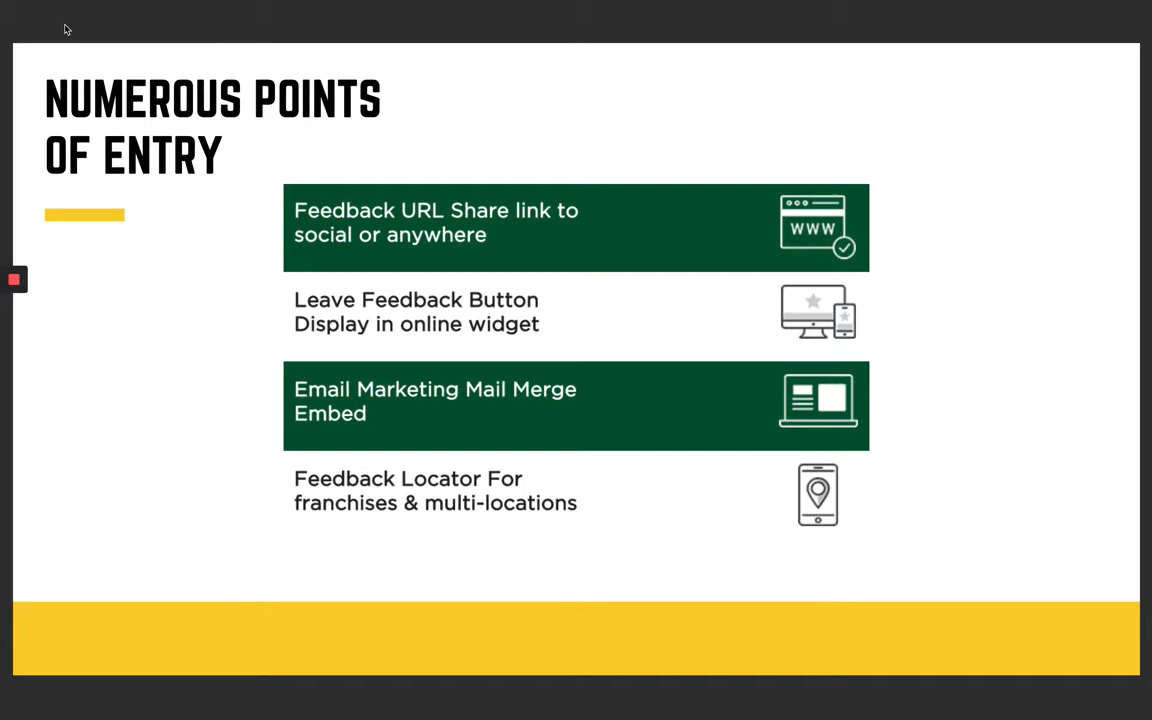 NUMEROUS POINTS
OF ENTRY
Feedback URL Share link to
social or anywhere
WWW
Leave Feedback Button
Display in online widget
Email Marketing Mail Merge
Embed
Feedback Locator For
franchises & multi-locations